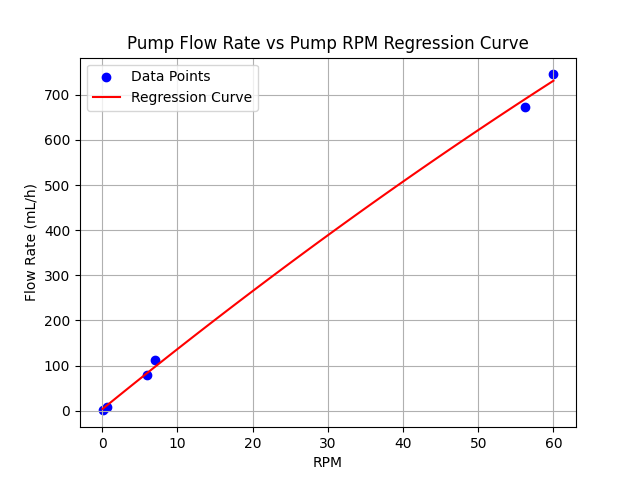 Pump Flow Rate vs Pump RPM Regression Curve
Data Points
Regression Curve
700
600
500
400
300
200
100
0
Flow Rate (mL/h)
0 10 20 30 40 50 60
RPM